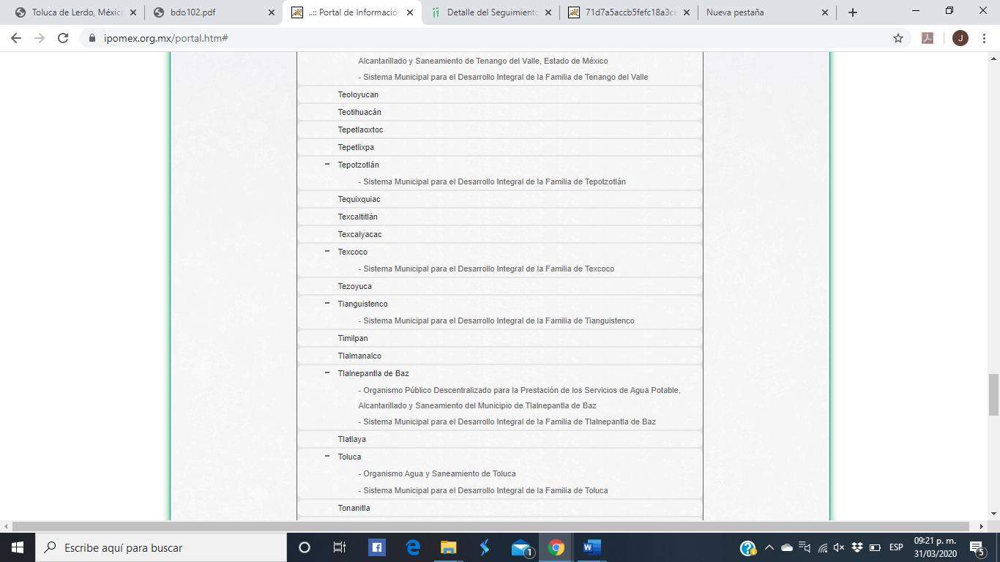 Toluca de Lerdo, México
bdo102.pdf
..:: Portal de Información
Detalle del Seguimiento
71d7a5accb5fefc18a3ce
Nueva pestaña
ipomex.org.mx/portal.htm#
J
Alcantarillado y Saneamiento de Tenango del Valle, Estado de México
- Sistema Municipal para el Desarrollo Integral de la Familia de Tenango del Valle
Teoloyucan
Teotihuacán
Tepetlaoxtoc
Tepetlixpa
Tepotzotlán
- Sistema Municipal para el Desarrollo Integral de la Familia de Tepotzotlán
Tequixquiac
Texcaltitlán
Texcalyacac
Texcoco
- Sistema Municipal para el Desarrollo Integral de la Familia de Texcoco
Tezoyuca
Tianguistenco
- Sistema Municipal para el Desarrollo Integral de la Familia de Tianguistenco
Timilpan
Tlalmanalco
Tlalnepantla de Baz
- Organismo Público Descentralizado para la Prestación de los Servicios de Agua Potable,
Alcantarillado y Saneamiento del Municipio de Tlalnepantla de Baz
- Sistema Municipal para el Desarrollo Integral de la Familia de Tlalnepantla de Baz
Tlatlaya
Toluca
- Organismo Agua y Saneamiento de Toluca
- Sistema Municipal para el Desarrollo Integral de la Familia de Toluca
Tonanitla
Escribe aquí para buscar
1
ESP
09:21 p. m.
31/03/2020
5